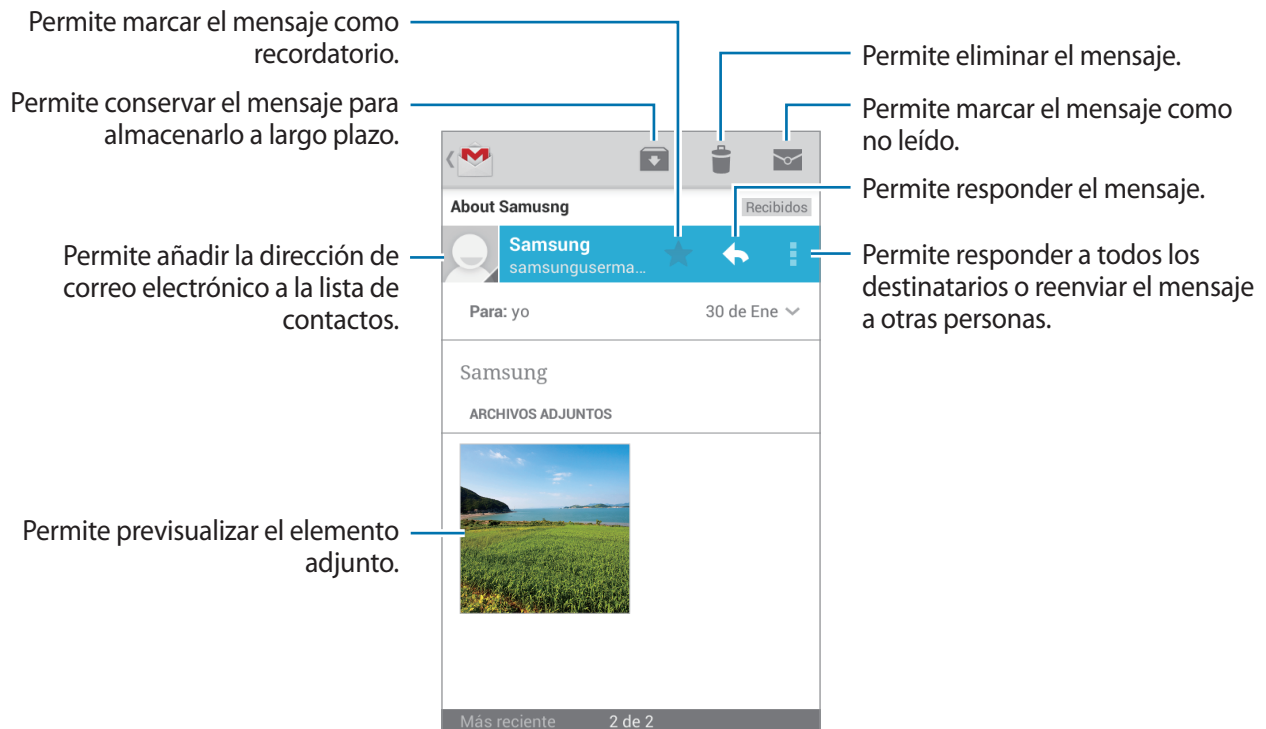 Permite marcar el mensaje como
recordatorio.
Permite conservar el mensaje para
almacenarlo a largo plazo.
Permite añadir la dirección de
correo electrónico a la lista de
contactos.
Permite previsualizar el elemento
adjunto.
About Samusng
Recibidos
Samsung
samsunguserma...
Para: yo
30 de Ene
Samsung
ARCHIVOS ADJUNTOS
Más reciente
2 de 2
Permite eliminar el mensaje.
Permite marcar el mensaje como
no leído.
Permite responder el mensaje.
Permite responder a todos los
destinatarios o reenviar el mensaje
a otras personas.